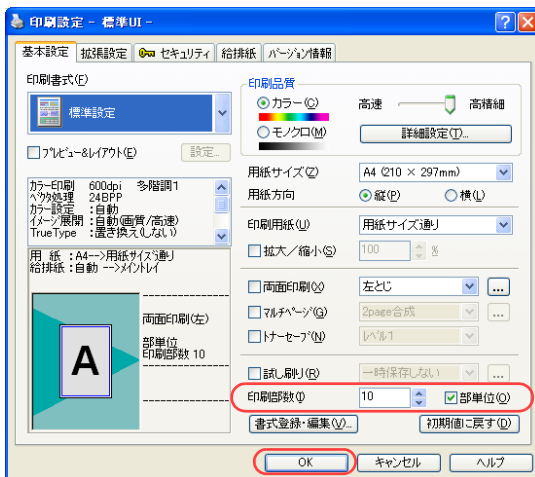 印刷設定 - 標準UI -
基本設定 拡張設定 セキュリティ 給排紙 バージョン情報
印刷書式(F)
標準設定
プレビュー&レイアウト(E) 設定...
カラー印刷 600dpi 多階調1
ベクタ処理 24BPP
カラー設定 :自動
イメージ展開 :自動(画質/高速)
TrueType :置き換え(しない)
用 紙 :A4-->用紙サイズ通り
給排紙 :自動 -->メイントレイ
両面印刷(左)
部単位
印刷部数 10
A
印刷品質
カラー(C) 高速 高精細
モノクロ(M) 詳細設定(T)...
用紙サイズ(Z) A4 (210 × 297mm)
用紙方向 縦(P) 横(L)
印刷用紙(U) 用紙サイズ通り
拡大/縮小(S) 100 %
両面印刷(X) 左とじ ...
マルチページ(G) 2page合成 ...
トナーセーブ(N) レベル1
試し刷り(R) 一時保存しない ...
印刷部数(I) 10 部単位(O)
書式登録・編集(V)... 初期値に戻す(D)
OK キャンセル ヘルプ